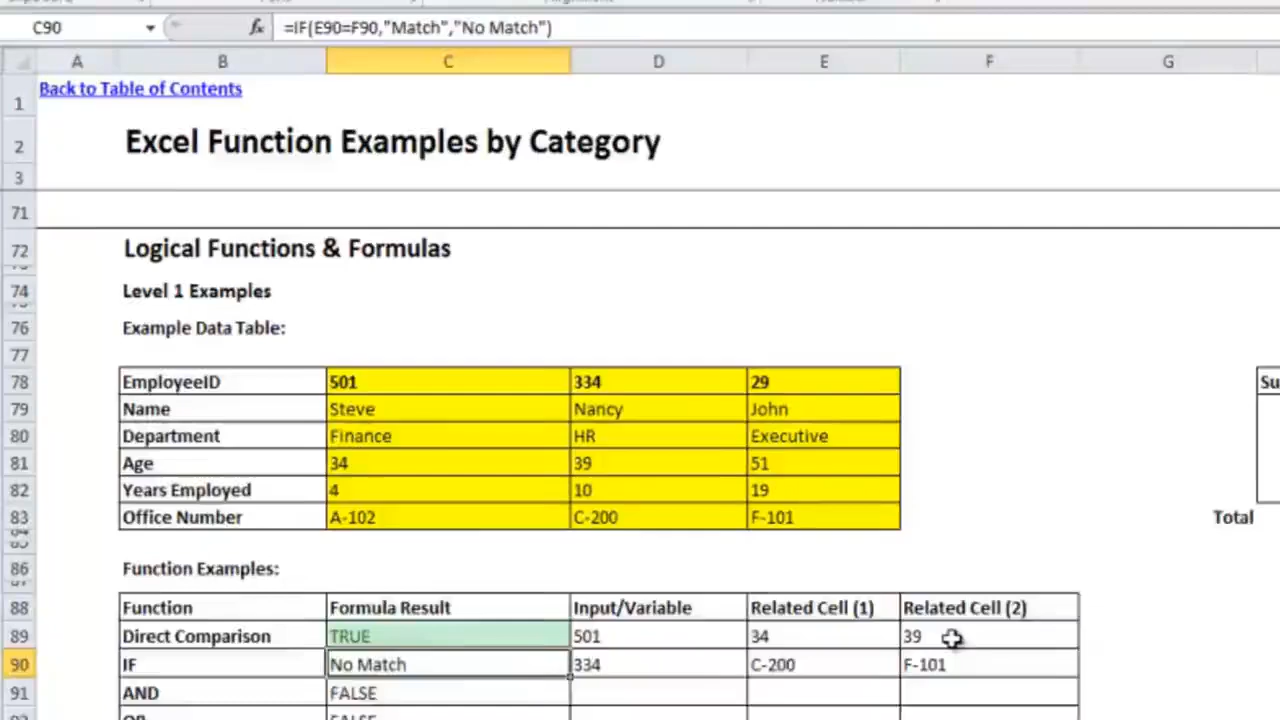 C90 fx =IF(E90=F90,"Match","No Match")
A B C D E F G
1 Back to Table of Contents
2 Excel Function Examples by Category
3
71
72 Logical Functions & Formulas
74 Level 1 Examples
76 Example Data Table:
77
78 EmployeeID 501 334 29 Su
79 Name Steve Nancy John
80 Department Finance HR Executive
81 Age 34 39 51
82 Years Employed 4 10 19
83 Office Number A-102 C-200 F-101 Total
86 Function Examples:
88 Function Formula Result Input/Variable Related Cell (1) Related Cell (2)
89 Direct Comparison TRUE 501 34 39
90 IF No Match 334 C-200 F-101
91 AND FALSE